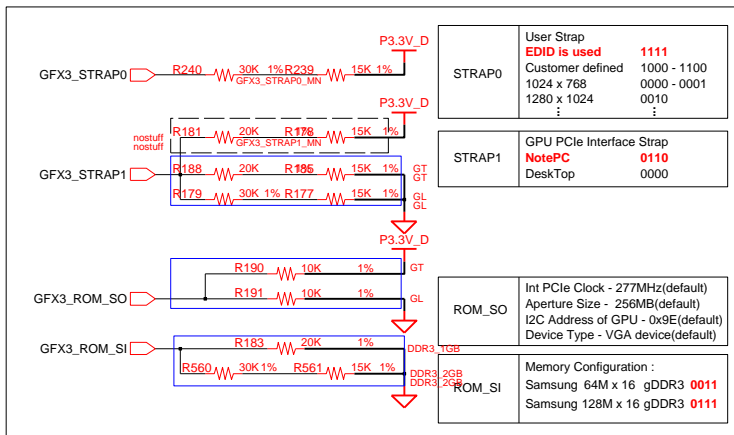 P3.3V_D
GFX3_STRAP0
R240
30K
1%
R239
15K
1%
GFX3_STRAP0_MN
P3.3V_D
nostuff
nostuff
R181
20K
R178
15K
1%
GFX3_STRAP1_MN
GFX3_STRAP1
R188
20K
15K
1%
GT
GT
R179
30K
1%
R177
15K
1%
GL
GL
P3.3V_D
R190
10K
1%
GT
GFX3_ROM_SO
R191
10K
1%
GL
GFX3_ROM_SI
R183
20K
1%
DDR3_1GB
R560
30K
1%
R561
15K
1%
DDR3_2GB
DDR3_2GB
STRAP0
User Strap
EDID is used 1111
Customer defined 1000 - 1100
1024 x 768 0000 - 0001
1280 x 1024 0010
STRAP1
GPU PCIe Interface Strap
NotePC 0110
DeskTop 0000
ROM_SO
Int PCIe Clock - 277MHz(default)
Aperture Size - 256MB(default)
I2C Address of GPU - 0x9E(default)
Device Type - VGA device(default)
ROM_SI
Memory Configuration :
Samsung 64M x 16 gDDR3 0011
Samsung 128M x 16 gDDR3 0111